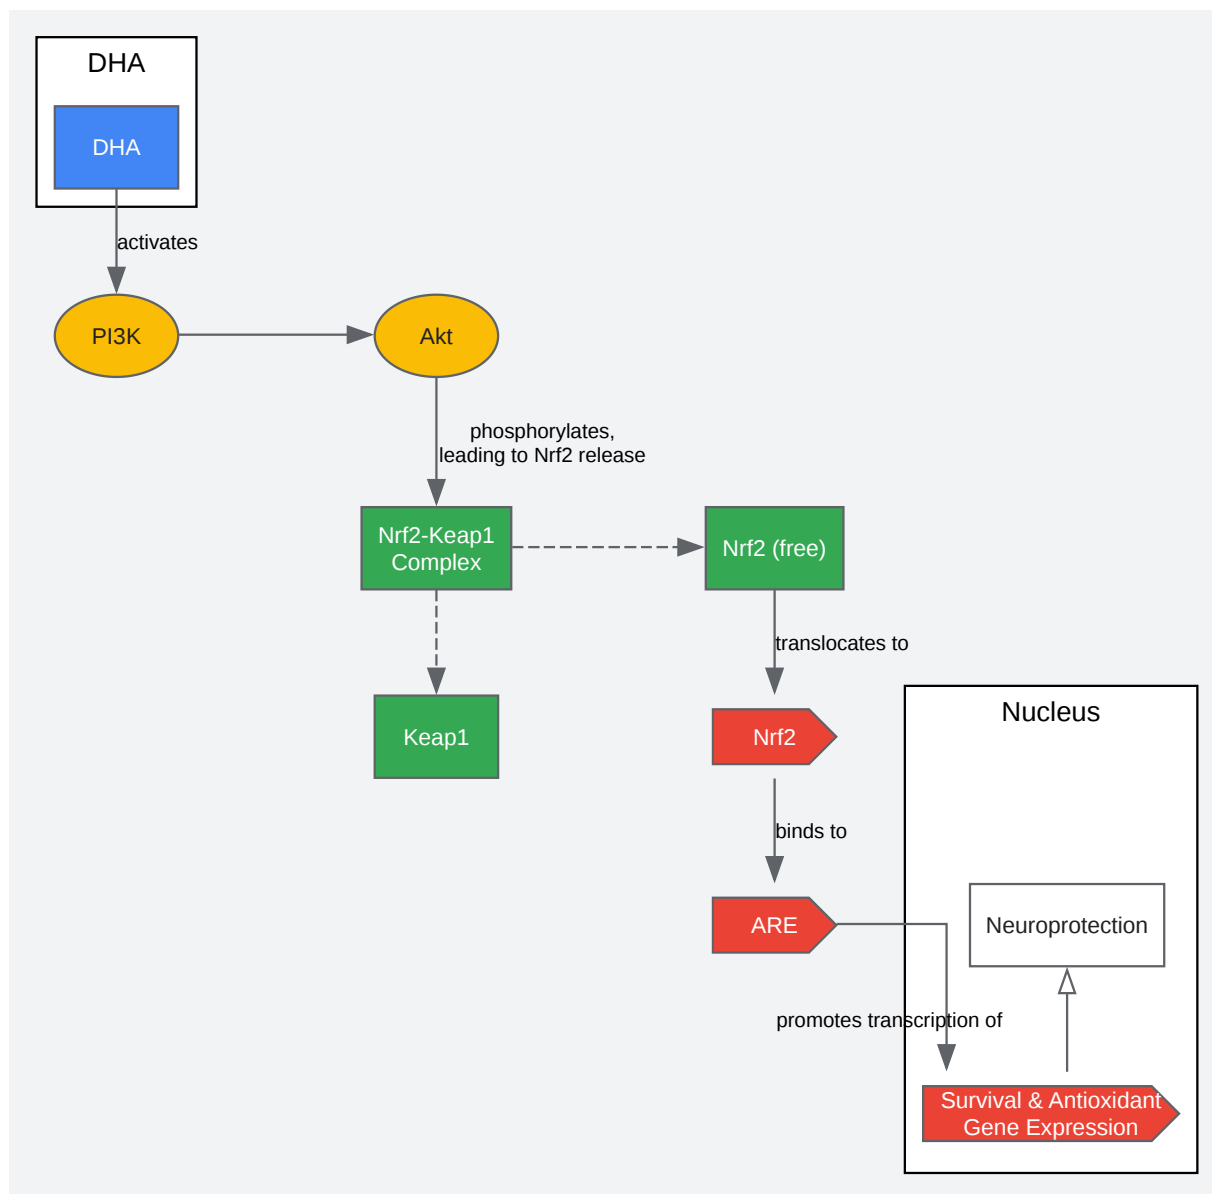 DHA
DHA
activates
PI3K
Akt
phosphorylates,
leading to Nrf2 release
Nrf2-Keap1
Complex
Nrf2 (free)
translocates to
Keap1
Nrf2
Nucleus
binds to
ARE
Neuroprotection
promotes transcription of
Survival & Antioxidant
Gene Expression